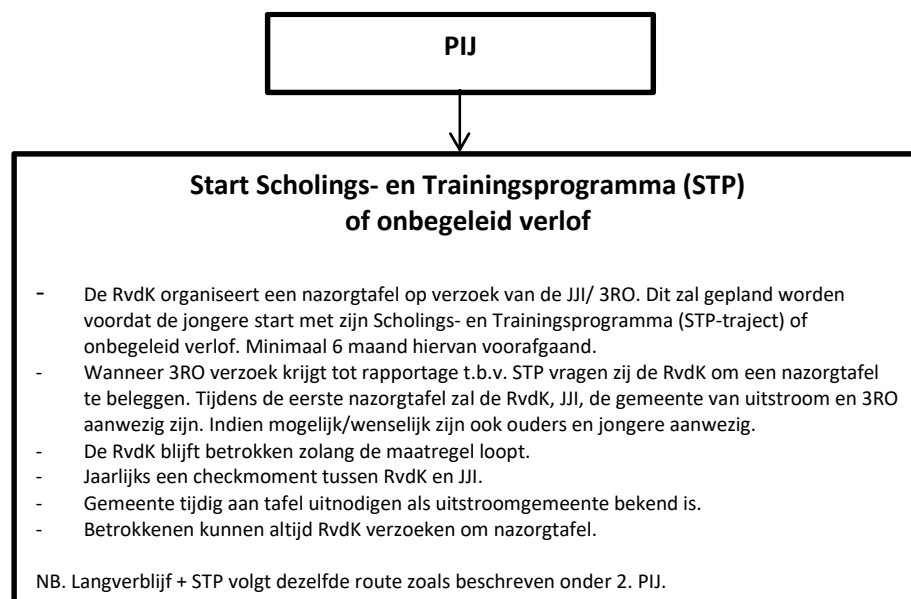 PIJ
Start Scholings- en Trainingsprogramma (STP)
of onbegeleid verlof
- De RvdK organiseert een nazorgtafel op verzoek van de JJI/ 3RO. Dit zal gepland worden
voordat de jongere start met zijn Scholings- en Trainingsprogramma (STP-traject) of
onbegeleid verlof. Minimaal 6 maand hiervan voorafgaand.
- Wanneer 3RO verzoek krijgt tot rapportage t.b.v. STP vragen zij de RvdK om een nazorgtafel
te beleggen. Tijdens de eerste nazorgtafel zal de RvdK, JJI, de gemeente van uitstroom en 3RO
aanwezig zijn. Indien mogelijk/wenselijk zijn ook ouders en jongere aanwezig.
- De RvdK blijft betrokken zolang de maatregel loopt.
- Jaarlijks een checkmoment tussen RvdK en JJI.
- Gemeente tijdig aan tafel uitnodigen als uitstroomgemeente bekend is.
- Betrokkenen kunnen altijd RvdK verzoeken om nazorgtafel.
NB. Langverblijf + STP volgt dezelfde route zoals beschreven onder 2. PIJ.